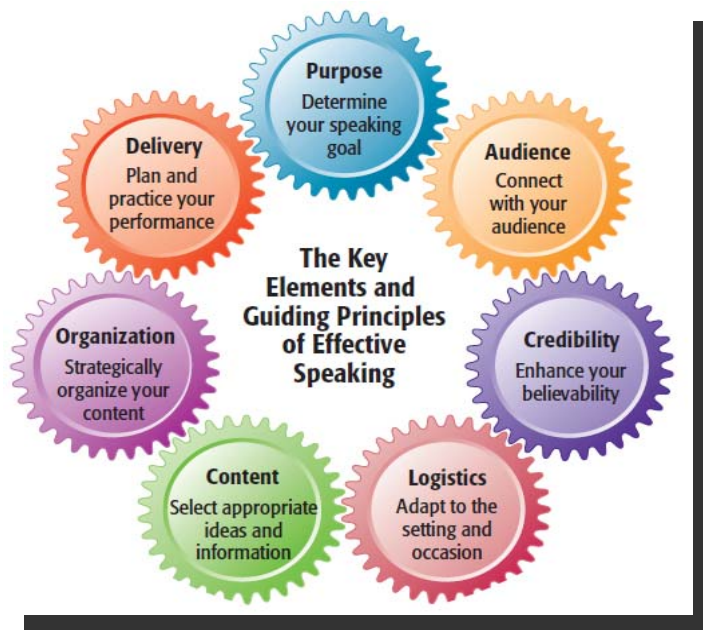 Purpose
Determine
your speaking
goal
Audience
Connect
with your
audience
Credibility
Enhance your
believability
Logistics
Adapt to the
setting and
occasion
Content
Select appropriate
ideas and
information
Organization
Strategically
organize your
content
Delivery
Plan and
practice your
performance
The Key
Elements and
Guiding Principles
of Effective
Speaking